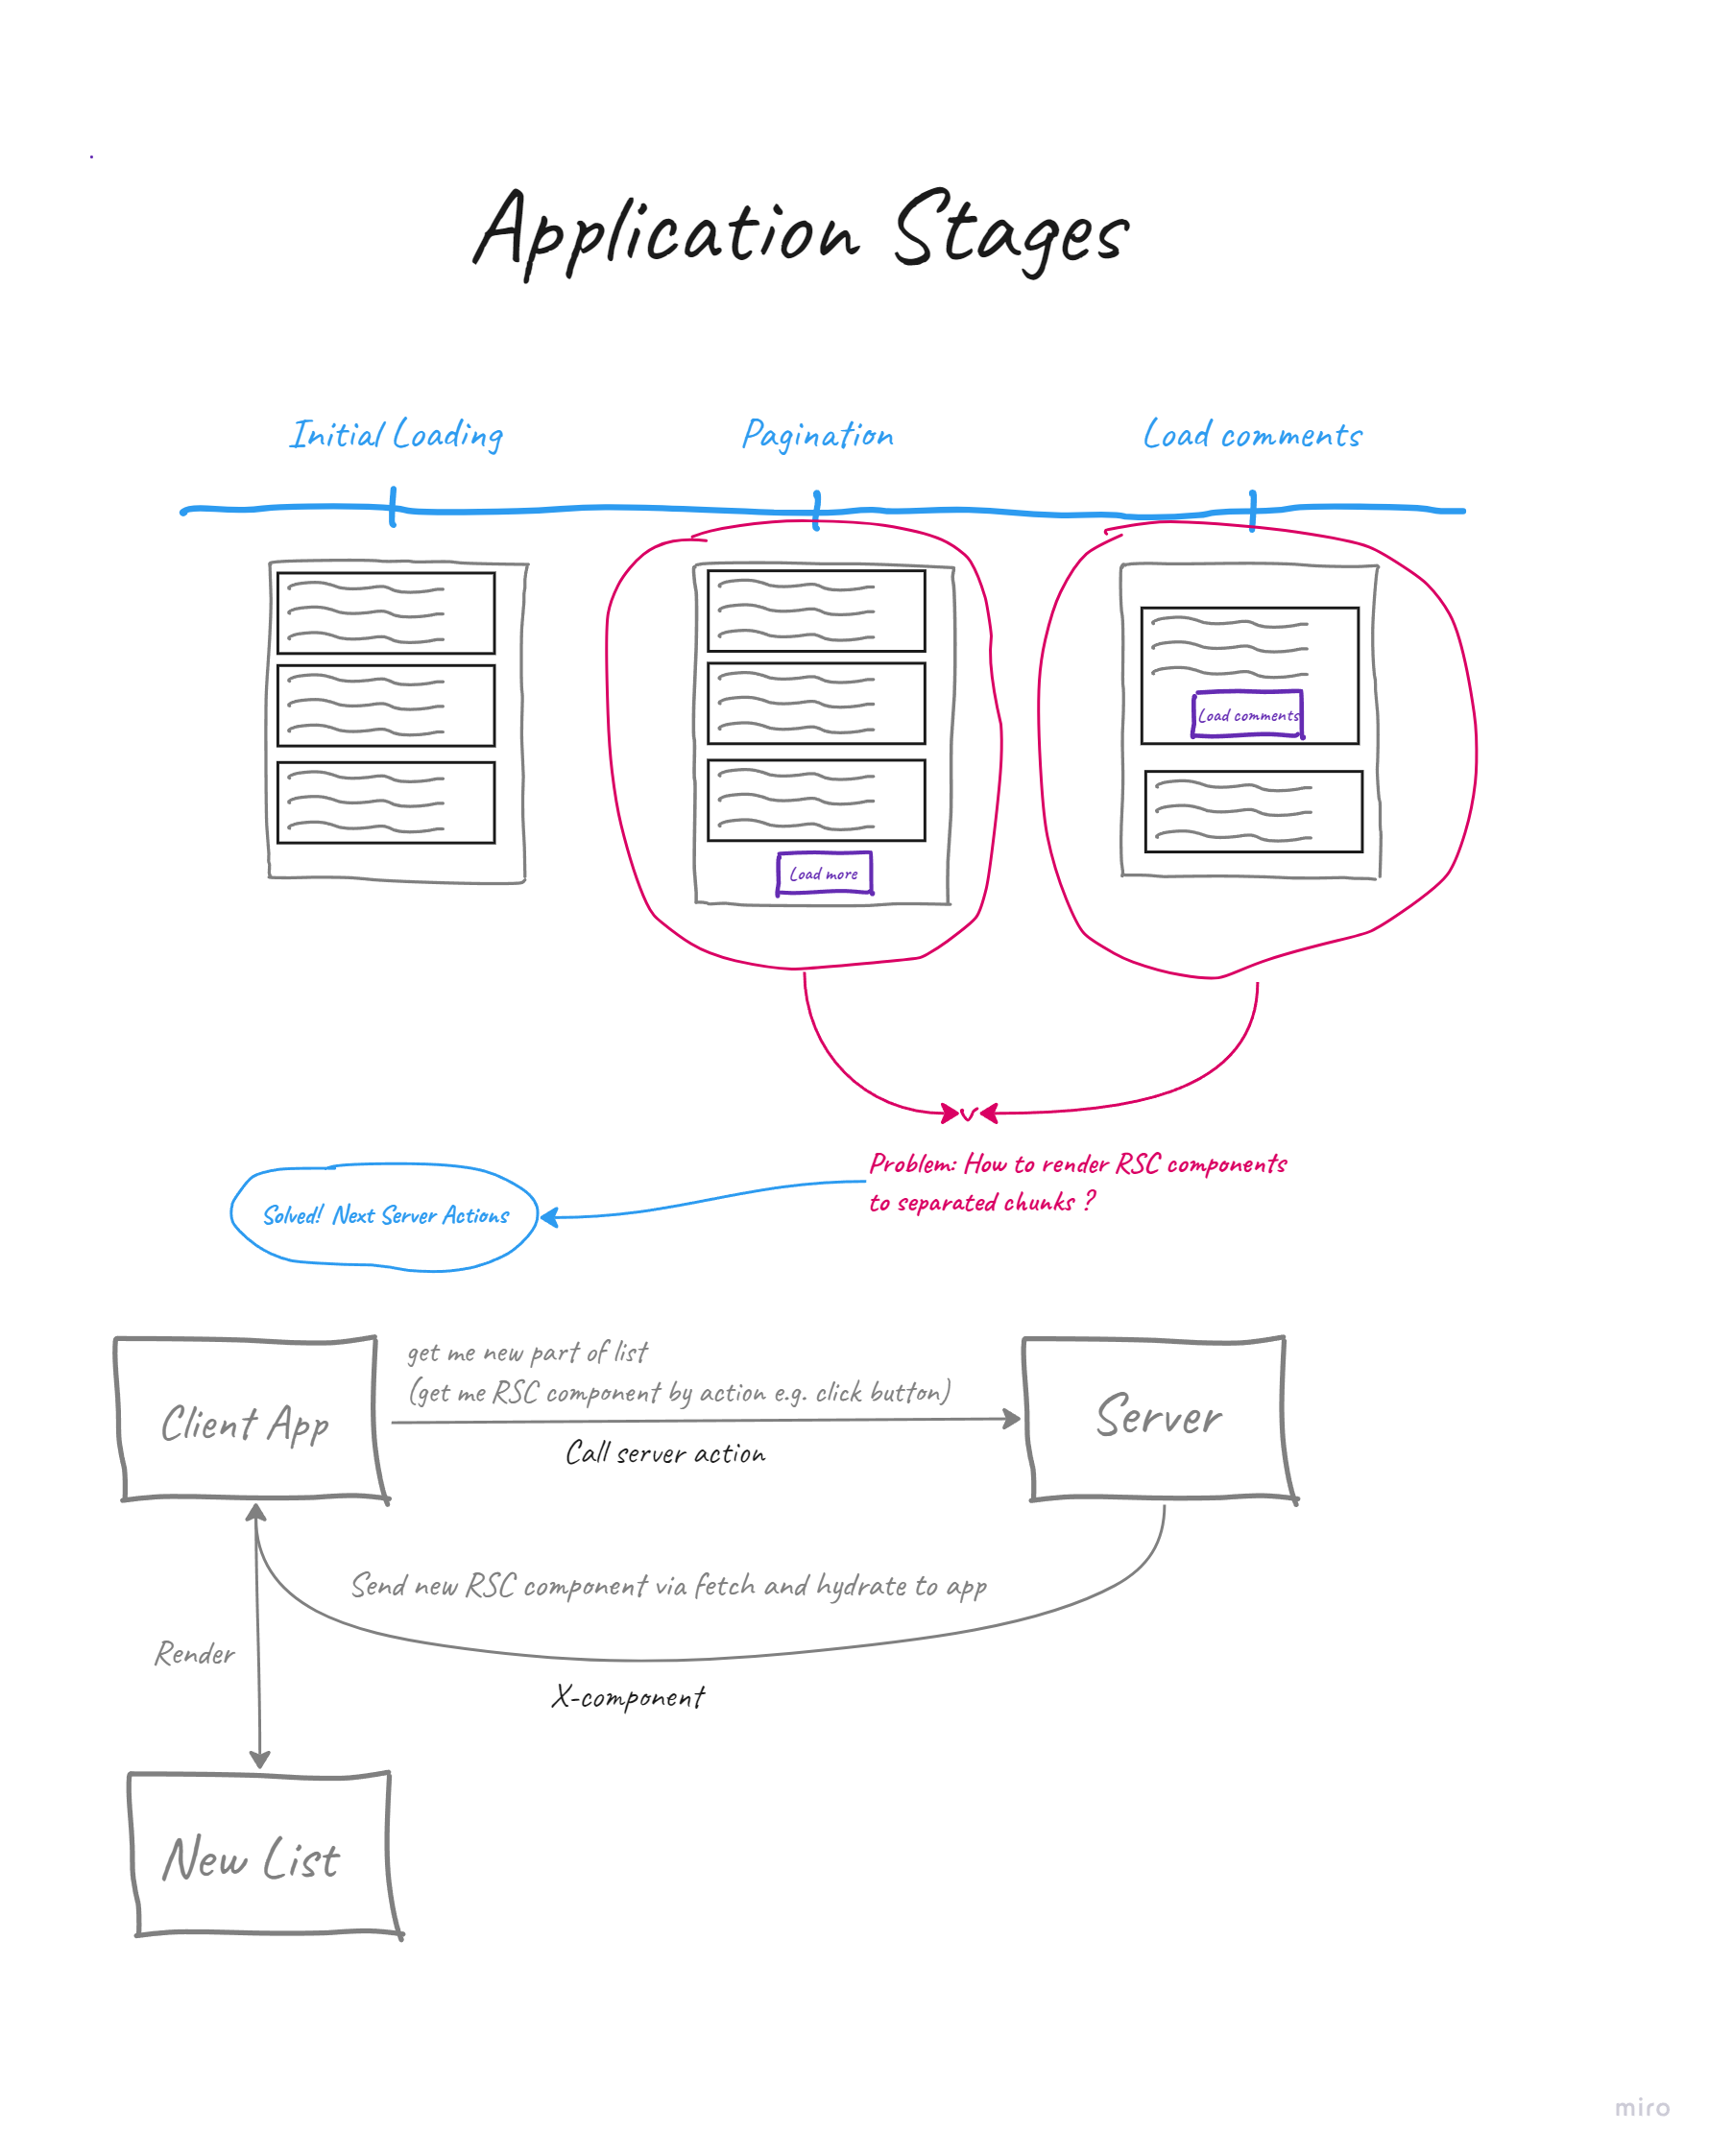 Application Stages
Initial Loading
Pagination
Load comments
Load comments
Load more
Problem: How to render RSC components
to separated chunks ?
Solved! Next Server Actions
get me new part of list
(get me RSC component by action e.g. click button)
Client App
Server
Call server action
Send new RSC component via fetch and hydrate to app
Render
X-component
New List
miro